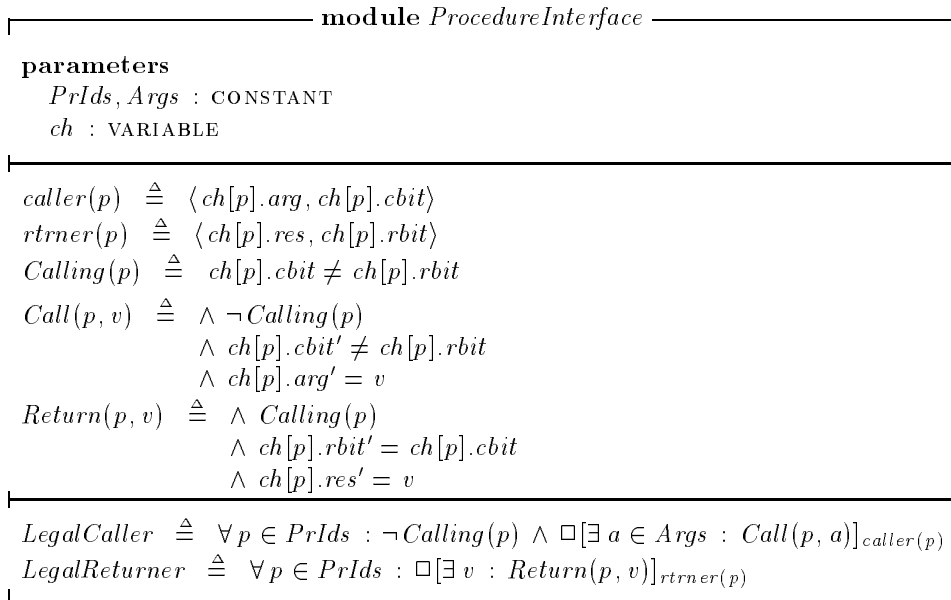 module ProcedureInterface
parameters
PrIds, Args : CONSTANT
ch : VARIABLE
caller(p) ≜ ⟨ch[p].arg, ch[p].cbit⟩
rtrner(p) ≜ ⟨ch[p].res, ch[p].rbit⟩
Calling(p) ≜ ch[p].cbit ≠ ch[p].rbit
Call(p, v) ≜ ∧ ¬Calling(p)
∧ ch[p].cbit′ ≠ ch[p].rbit
∧ ch[p].arg′ = v
Return(p, v) ≜ ∧ Calling(p)
∧ ch[p].rbit′ = ch[p].cbit
∧ ch[p].res′ = v
LegalCaller ≜ ∀ p ∈ PrIds : ¬Calling(p) ∧ □[∃ a ∈ Args : Call(p, a)]_caller(p)
LegalReturner ≜ ∀ p ∈ PrIds : □[∃ v : Return(p, v)]_rtrner(p)